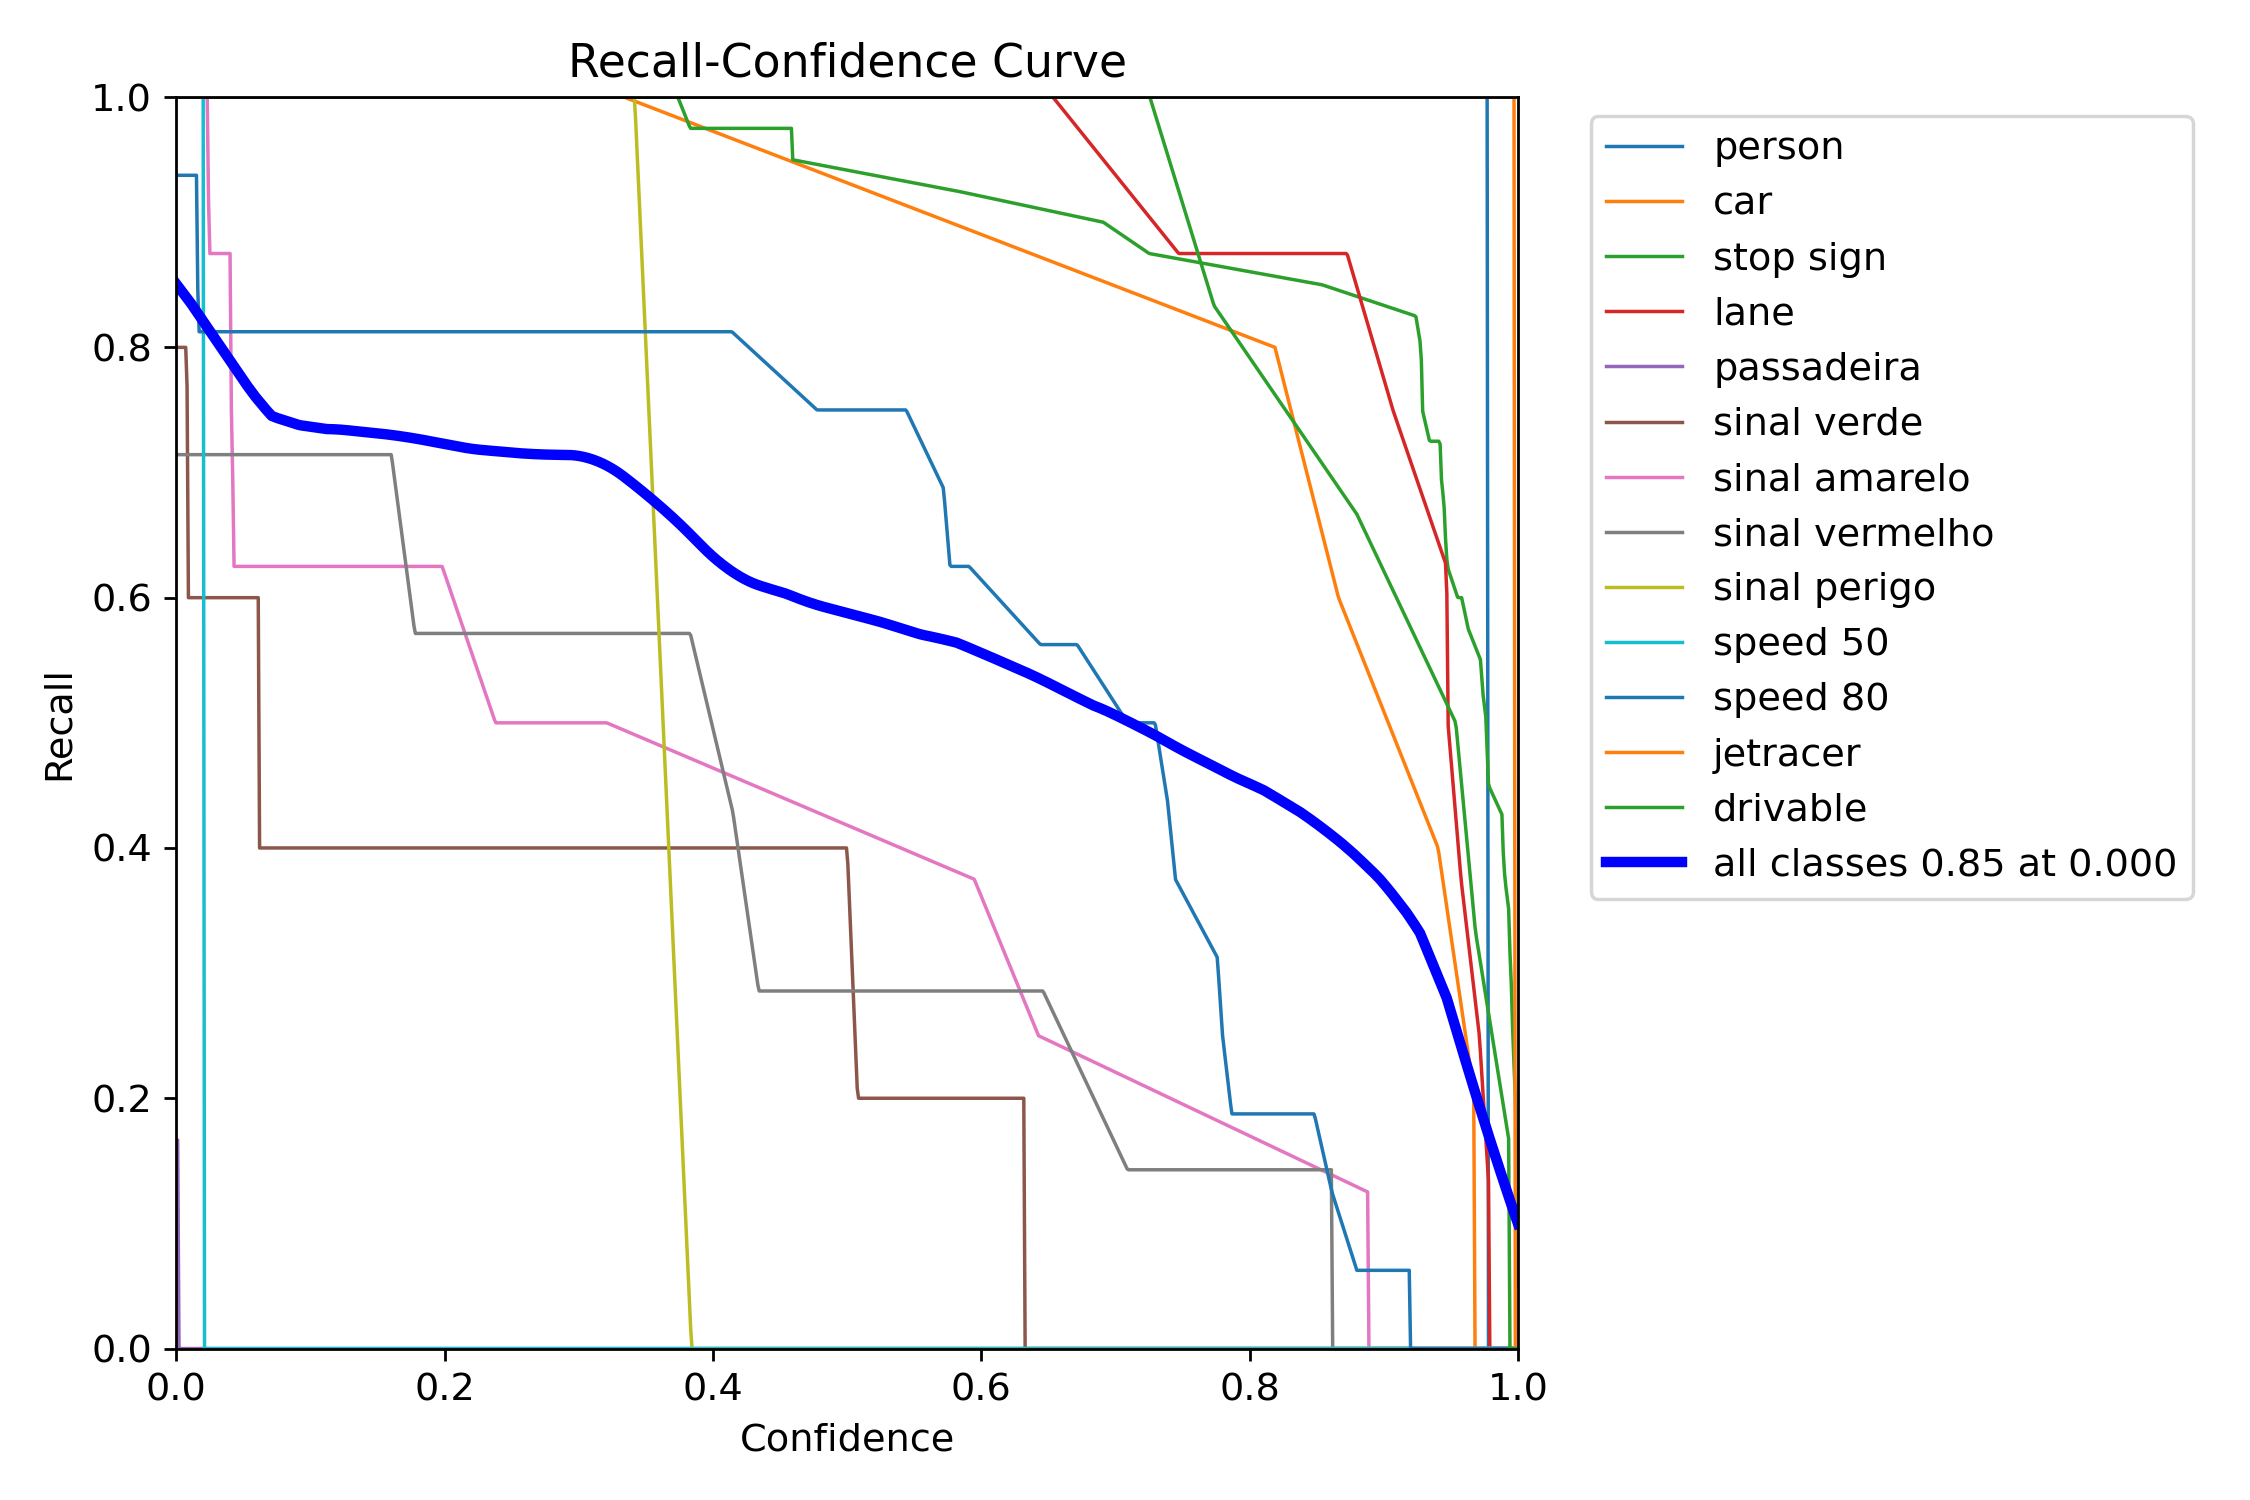 Recall-Confidence Curve
1.0
0.8
0.6
0.4
0.2
0.0
Recall
0.0 0.2 0.4 0.6 0.8 1.0
Confidence
person
car
stop sign
lane
passadeira
sinal verde
sinal amarelo
sinal vermelho
sinal perigo
speed 50
speed 80
jetracer
drivable
all classes 0.85 at 0.000